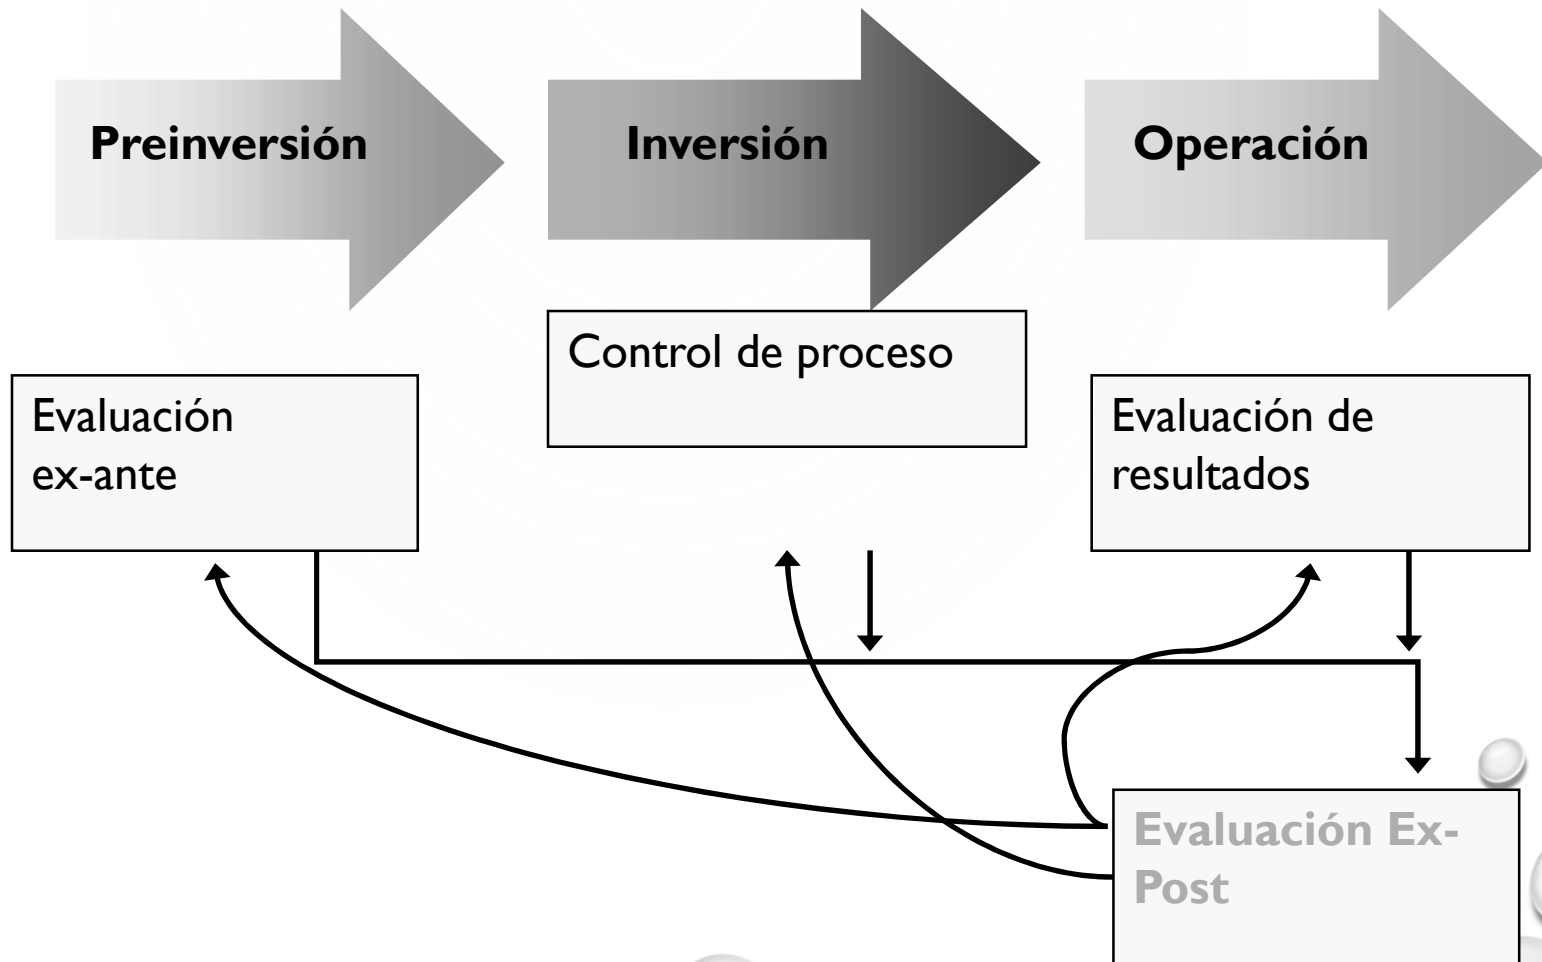 Preinversión
Inversión
Operación
Control de proceso
Evaluación
ex-ante
Evaluación de
resultados
Evaluación Ex-
Post